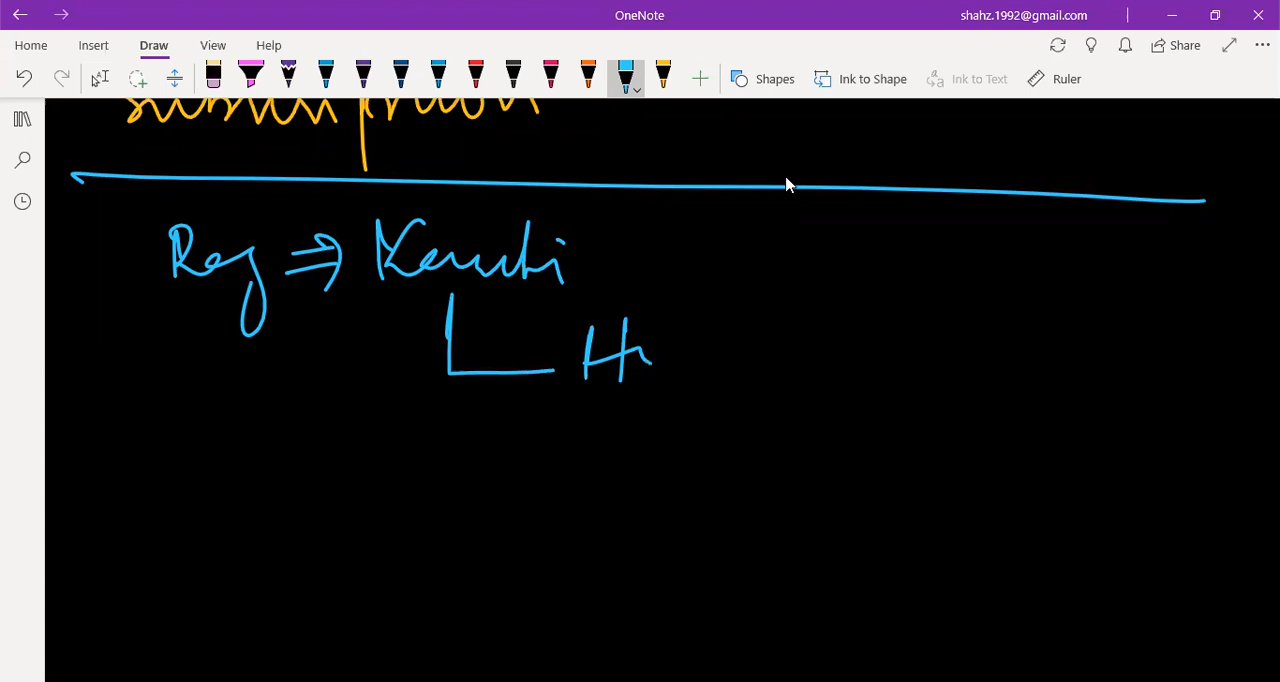 OneNote
shahz.1992@gmail.com
Home Insert Draw View Help
Share
Shapes Ink to Shape Ink to Text Ruler
Reg ⇒